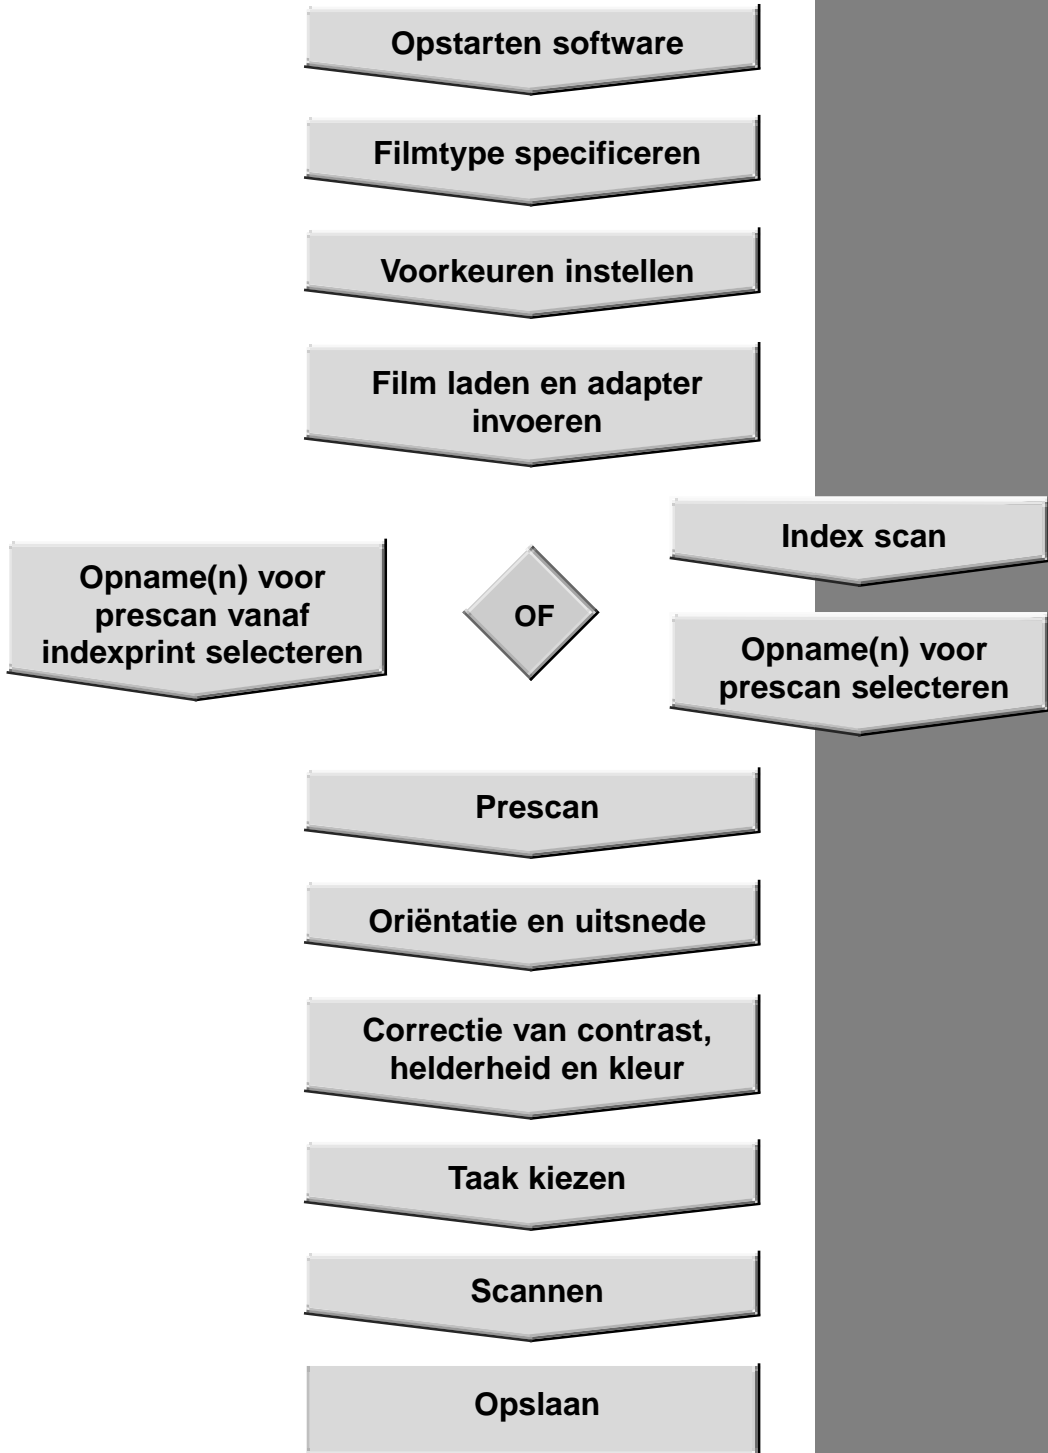 Opstarten software
Filmtype specificeren
Voorkeuren instellen
Film laden en adapter
invoeren
Opname(n) voor
prescan vanaf
indexprint selecteren
OF
Index scan
Opname(n) voor
prescan selecteren
Prescan
Oriëntatie en uitsnede
Correctie van contrast,
helderheid en kleur
Taak kiezen
Scannen
Opslaan